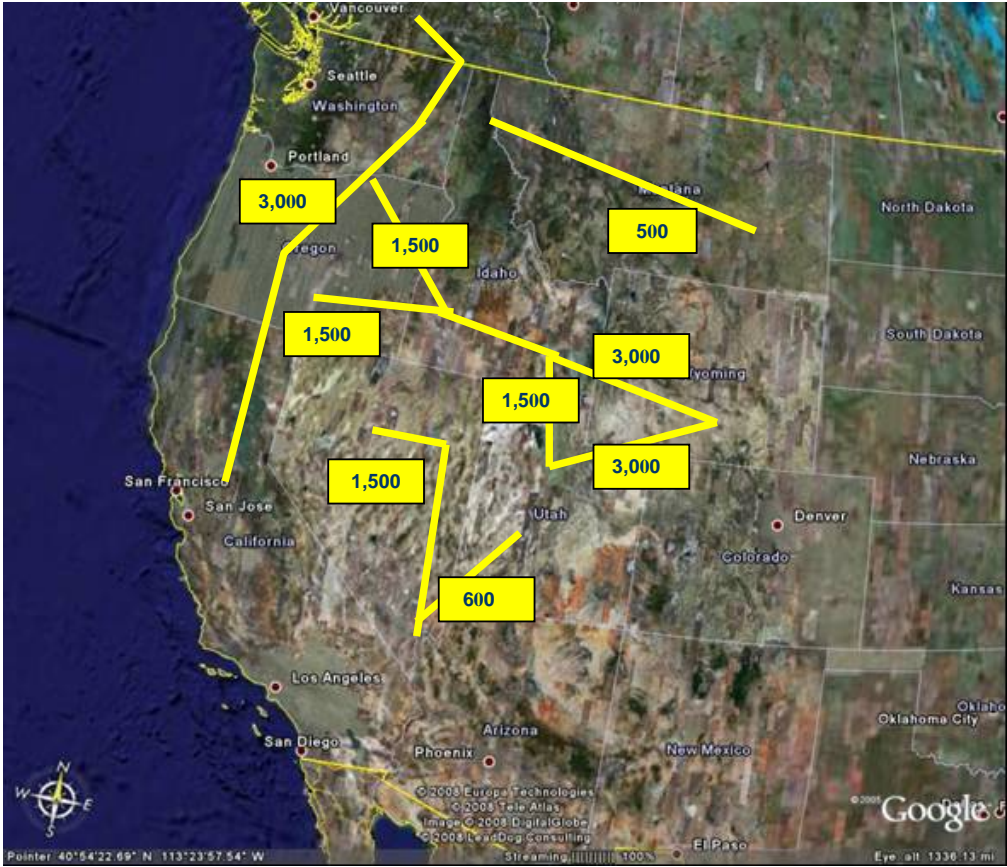 Vancouver
Seattle
Washington
Portland
3,000
Oregon
1,500
Idaho
500
North Dakota
South Dakota
1,500
3,000
1,500
Nebraska
3,000
1,500
San Francisco
San Jose
California
Utah
Denver
Colorado
Kansas
600
Los Angeles
San Diego
Arizona
Phoenix
New Mexico
Oklahoma City
El Paso
N
W
E
S
© 2008 Europa Technologies
© 2008 Tele Atlas
Image © 2008 DigitalGlobe
© 2008 LeadDog Consulting
Google
Pointer 40°54'22.69" N 113°23'57.54" W
Streaming 100%
Eye alt 1336.13 mi